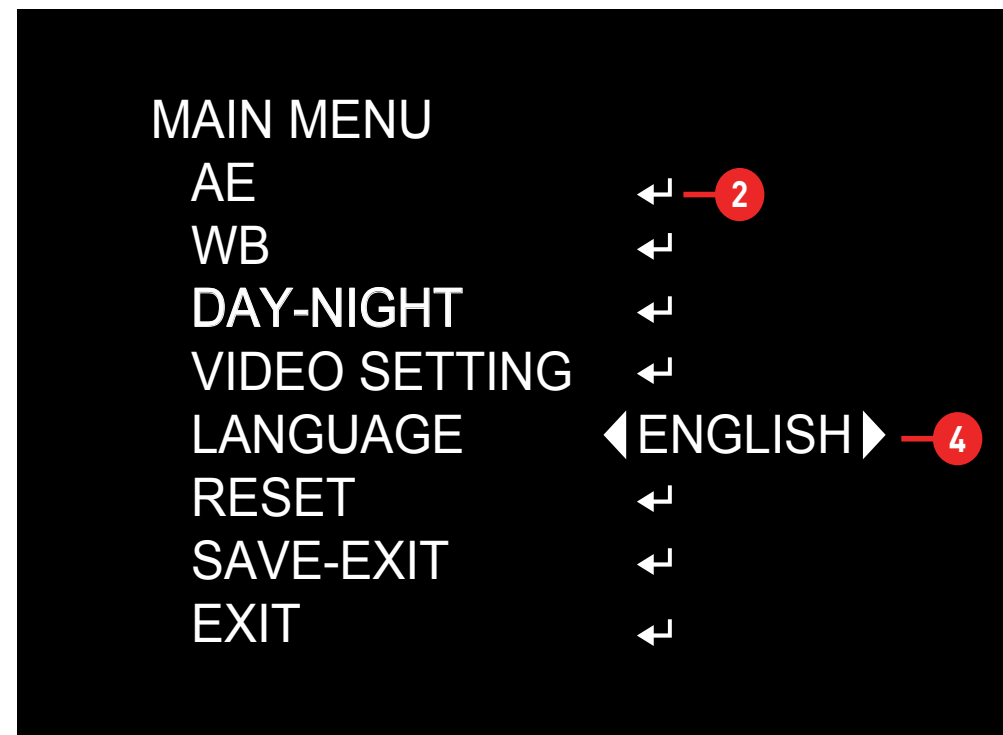 MAIN MENU
AE ↵ 2
WB ↵
DAY-NIGHT ↵
VIDEO SETTING ↵
LANGUAGE ◀ ENGLISH ▶ 4
RESET ↵
SAVE-EXIT ↵
EXIT ↵